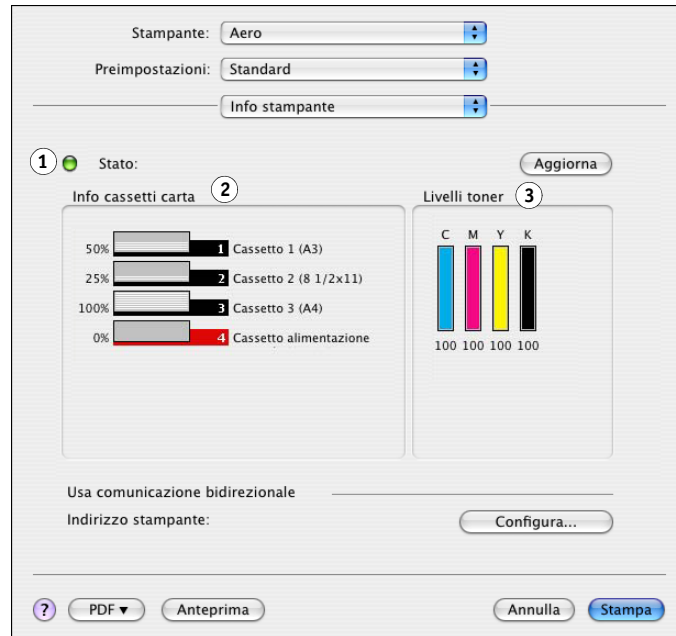 Stampante: Aero
Preimpostazioni: Standard
Info stampante
1 Stato: Aggiorna
Info cassetti carta 2
Livelli toner 3
50% 1 Cassetto 1 (A3)
25% 2 Cassetto 2 (8 1/2x11)
100% 3 Cassetto 3 (A4)
0% 4 Cassetto alimentazione
C M Y K
100 100 100 100
Usa comunicazione bidirezionale
Indirizzo stampante: Configura...
? PDF Anteprima Annulla Stampa